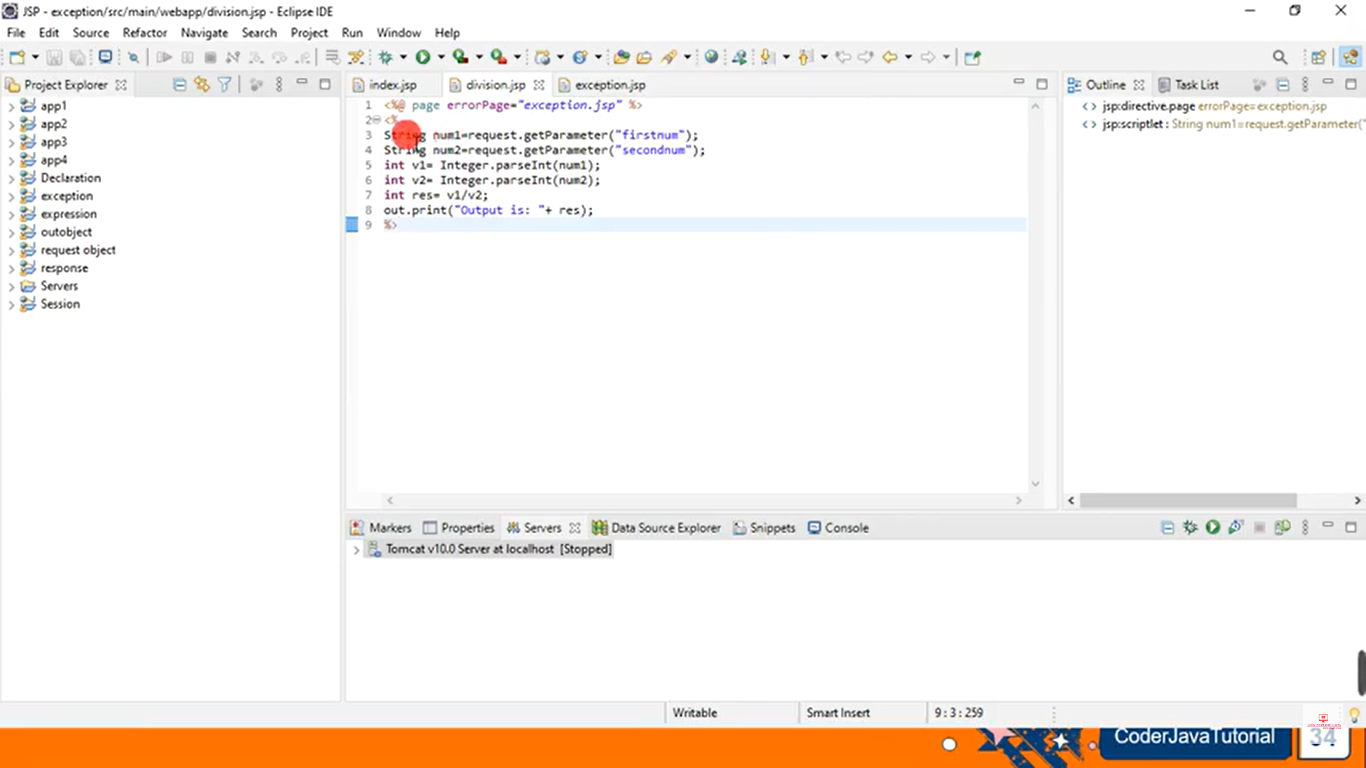 JSP - exception/src/main/webapp/division.jsp - Eclipse IDE
File Edit Source Refactor Navigate Search Project Run Window Help
Project Explorer
app1
app2
app3
app4
Declaration
exception
expression
outobject
request object
response
Servers
Session
index.jsp division.jsp exception.jsp
1 <%@ page errorPage="exception.jsp" %>
2 <%
3 String num1=request.getParameter("firstnum");
4 String num2=request.getParameter("secondnum");
5 int v1= Integer.parseInt(num1);
6 int v2= Integer.parseInt(num2);
7 int res= v1/v2;
8 out.print("Output is: "+ res);
9 %>
Outline Task List
jsp:directive.page errorPage=exception.jsp
jsp:scriptlet : String num1=request.getParameter("
Markers Properties Servers Data Source Explorer Snippets Console
Tomcat v10.0 Server at localhost [Stopped]
Writable Smart Insert 9 : 3 : 259
CoderJavaTutorial 34